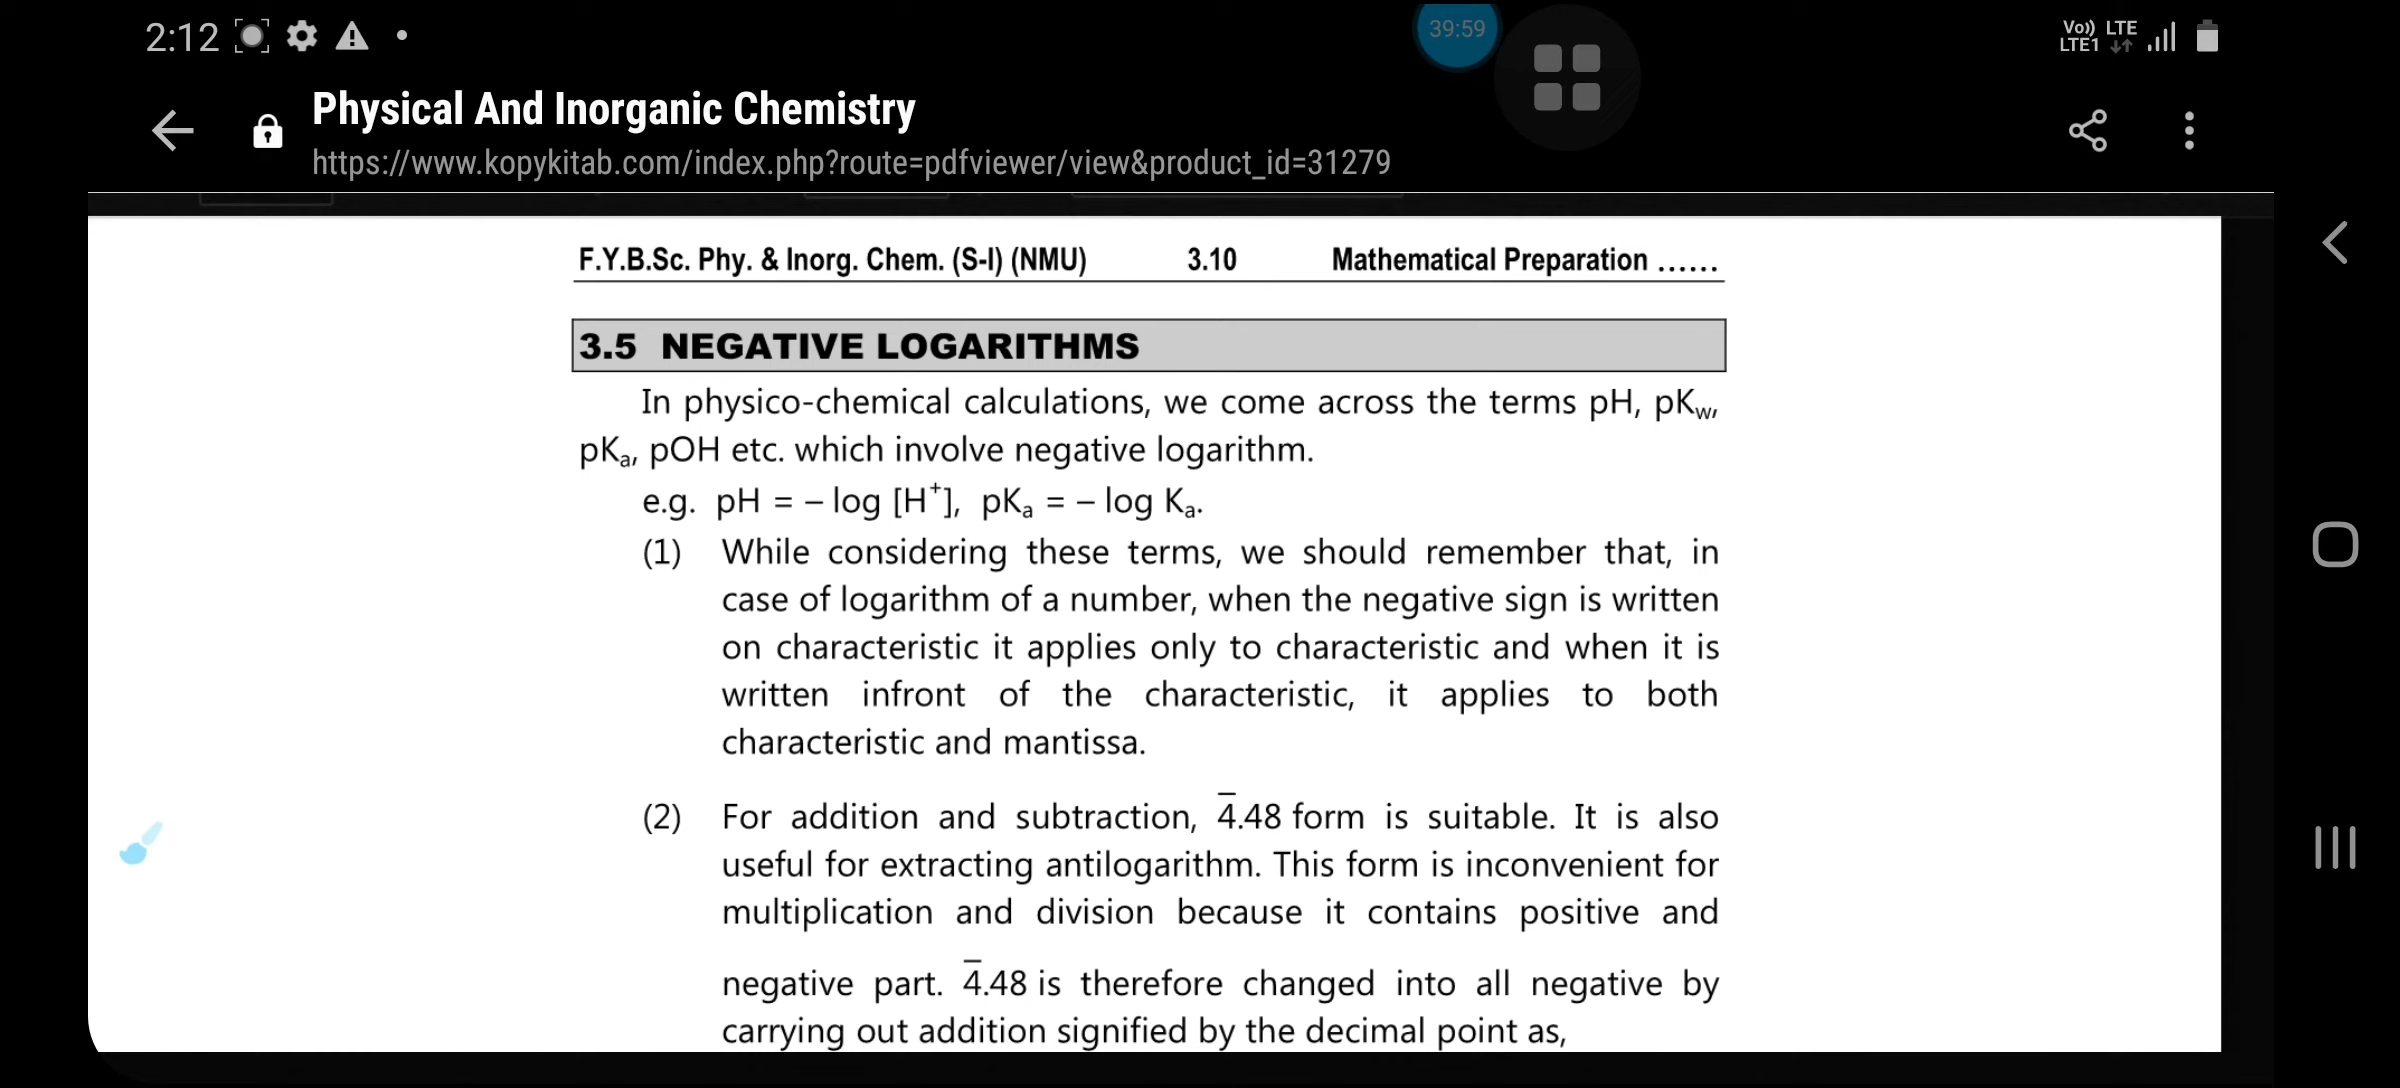 2:12
39:59
Vo)) LTE
LTE1
Physical And Inorganic Chemistry
https://www.kopykitab.com/index.php?route=pdfviewer/view&product_id=31279
F.Y.B.Sc. Phy. & Inorg. Chem. (S-I) (NMU) 3.10 Mathematical Preparation ......
3.5 NEGATIVE LOGARITHMS
In physico-chemical calculations, we come across the terms pH, pKw,
pKa, pOH etc. which involve negative logarithm.
e.g. pH = – log [H⁺], pKa = – log Ka.
(1) While considering these terms, we should remember that, in
case of logarithm of a number, when the negative sign is written
on characteristic it applies only to characteristic and when it is
written infront of the characteristic, it applies to both
characteristic and mantissa.
(2) For addition and subtraction, 4̅.48 form is suitable. It is also
useful for extracting antilogarithm. This form is inconvenient for
multiplication and division because it contains positive and
negative part. 4̅.48 is therefore changed into all negative by
carrying out addition signified by the decimal point as,